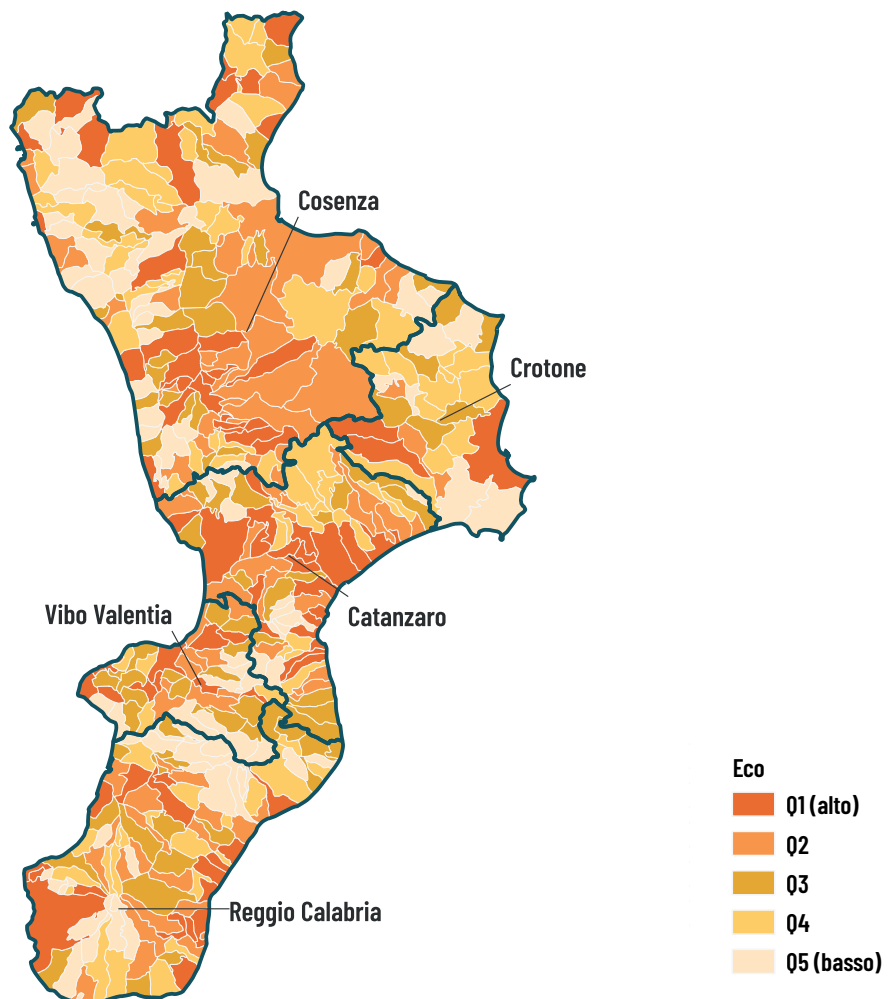 Cosenza
Crotone
Vibo Valentia
Catanzaro
Reggio Calabria
Eco
Q1 (alto)
Q2
Q3
Q4
Q5 (basso)